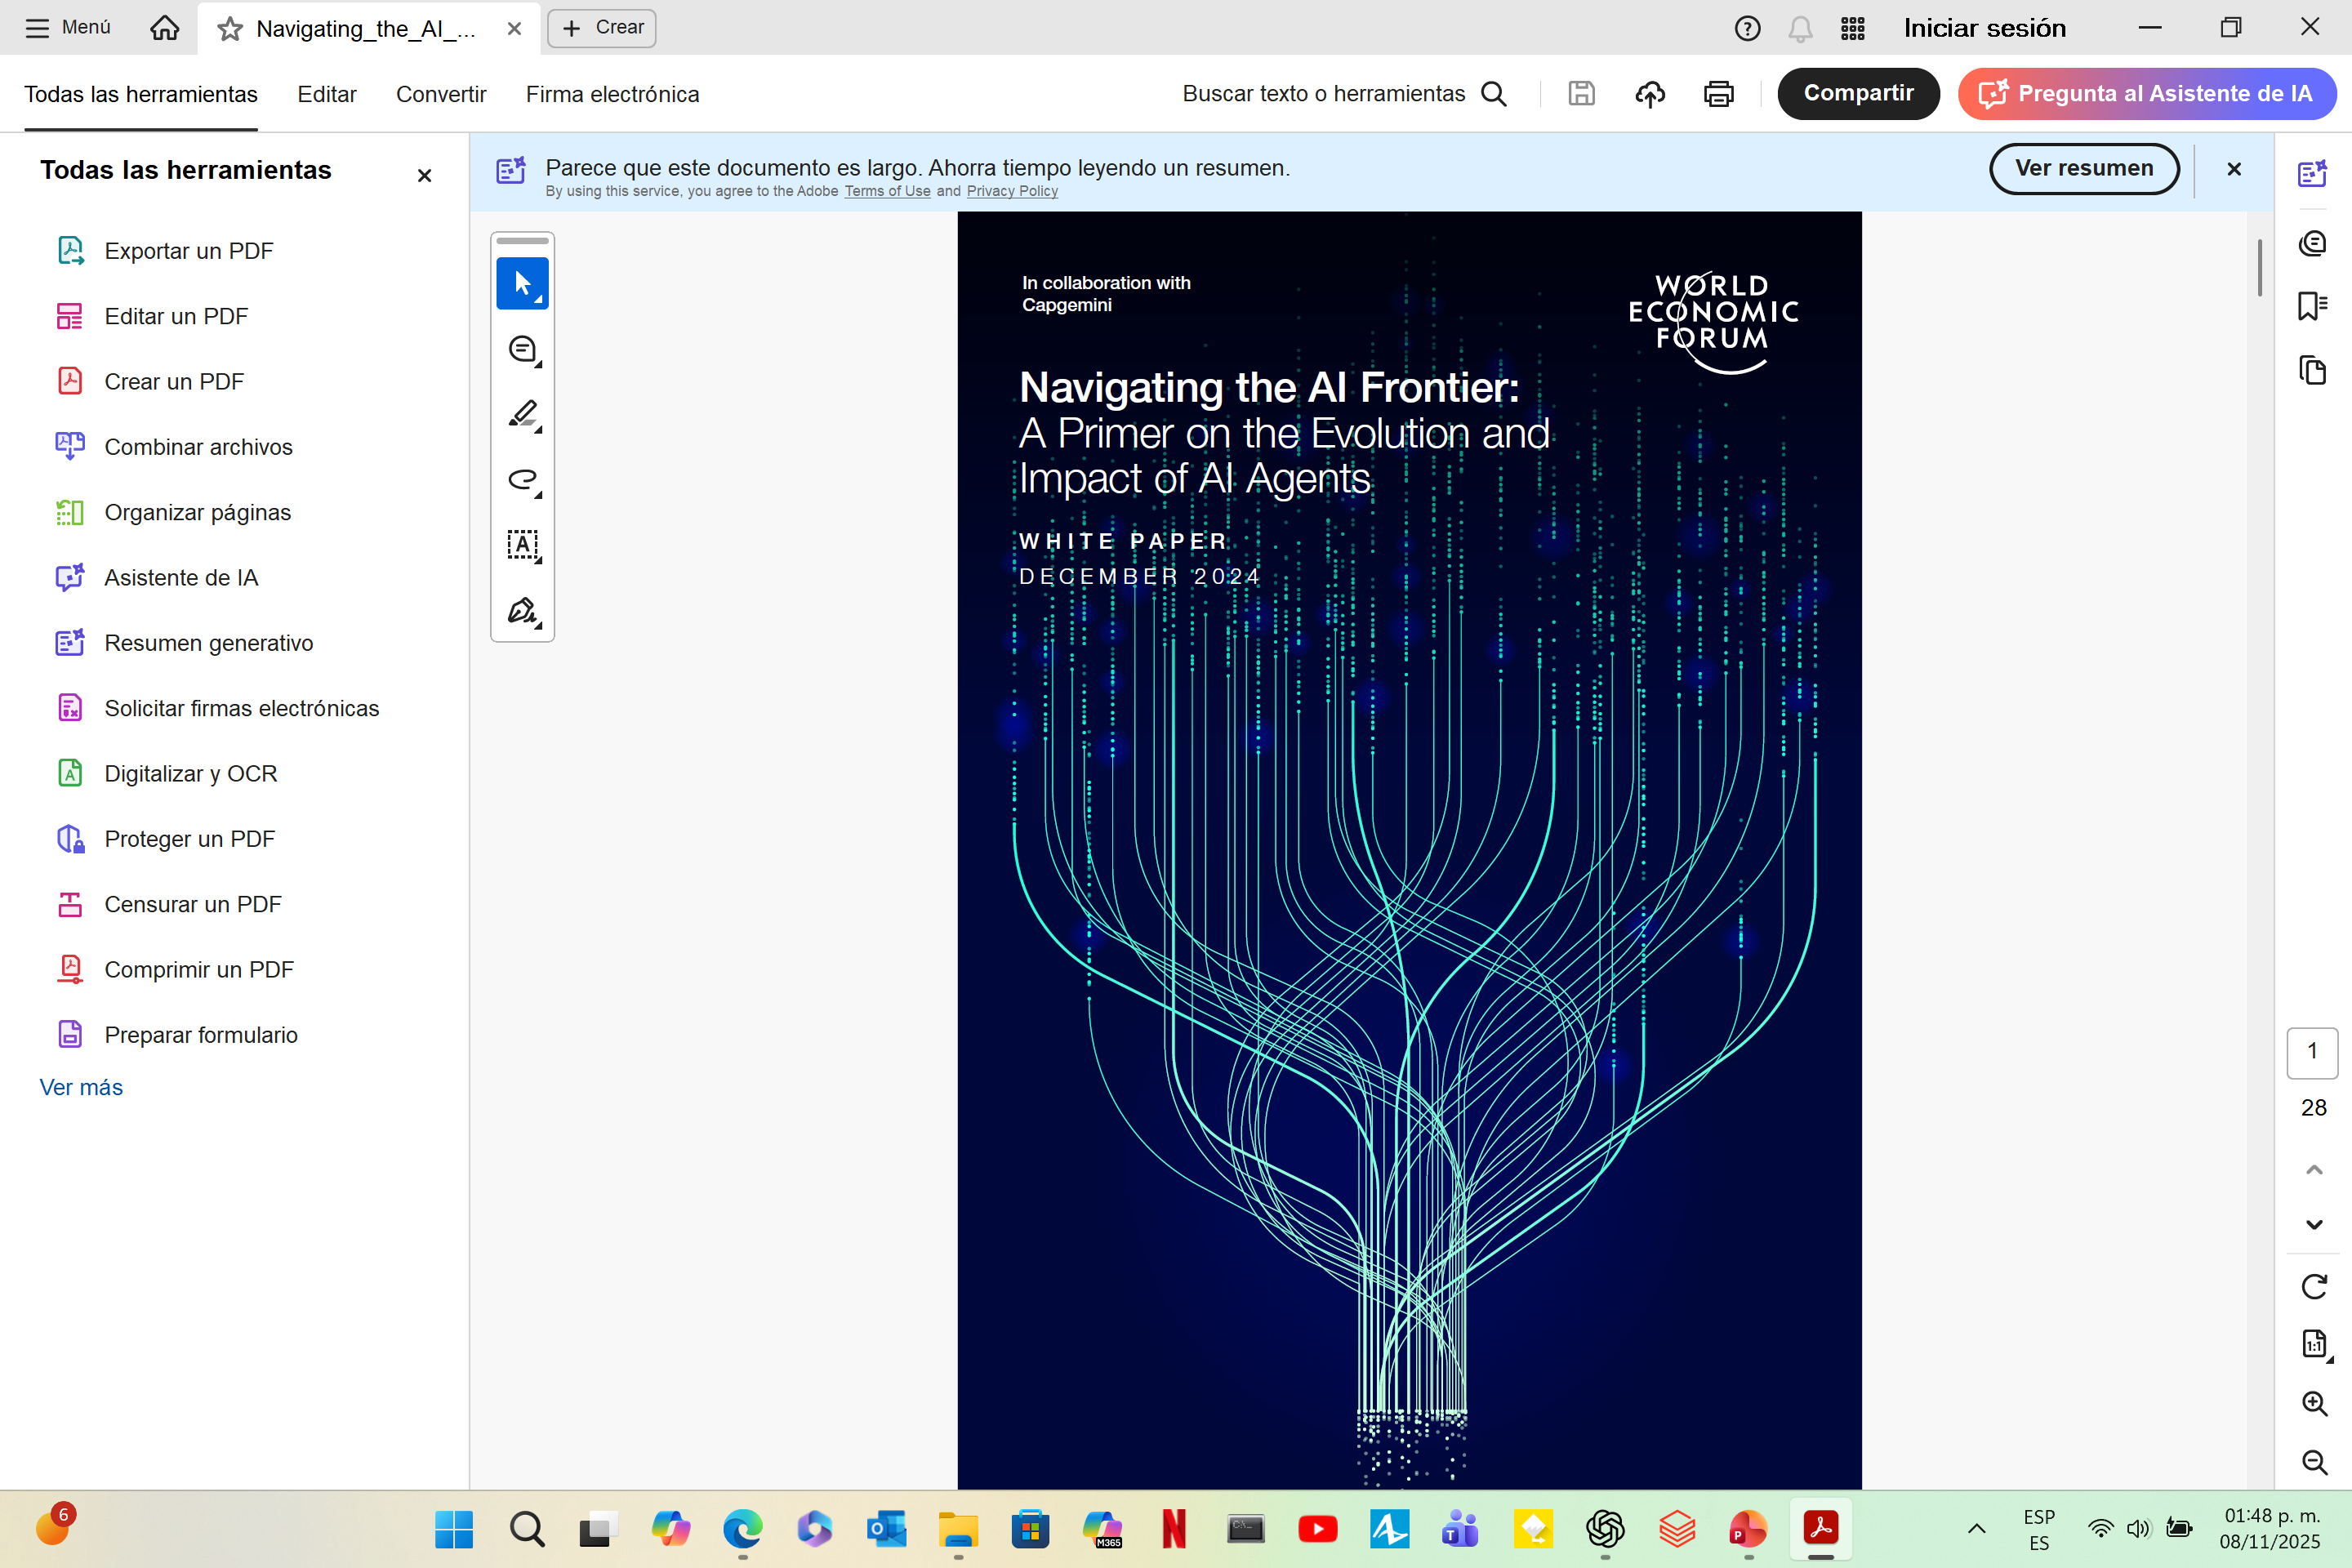 Menú
Navigating_the_AI_...
Crear
Iniciar sesión
Todas las herramientas
Editar
Convertir
Firma electrónica
Buscar texto o herramientas
Compartir
Pregunta al Asistente de IA
Todas las herramientas
Exportar un PDF
Editar un PDF
Crear un PDF
Combinar archivos
Organizar páginas
Asistente de IA
Resumen generativo
Solicitar firmas electrónicas
Digitalizar y OCR
Proteger un PDF
Censurar un PDF
Comprimir un PDF
Preparar formulario
Ver más
Parece que este documento es largo. Ahorra tiempo leyendo un resumen.
By using this service, you agree to the Adobe Terms of Use and Privacy Policy
Ver resumen
In collaboration with
Capgemini
WORLD
ECONOMIC
FORUM
Navigating the AI Frontier:
A Primer on the Evolution and
Impact of AI Agents
WHITE PAPER
DECEMBER 2024
1
28
1:1
6
M365
ESP
ES
01:48 p. m.
08/11/2025